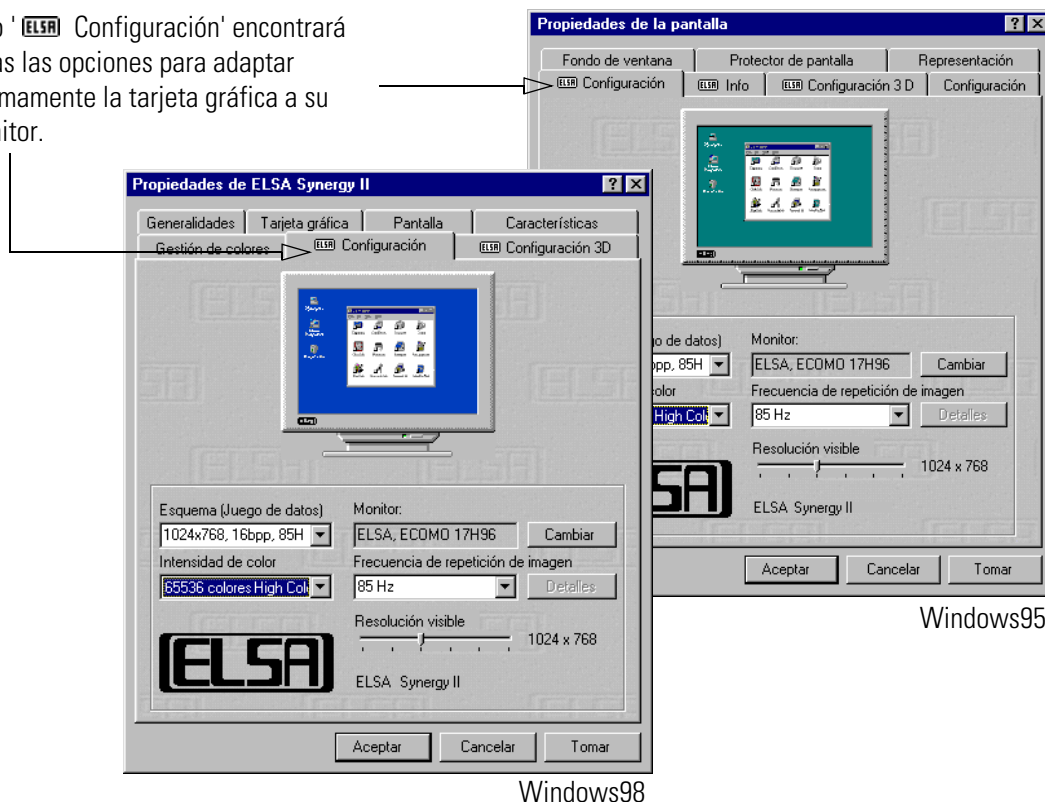 ' ELSA Configuración' encontrará
las opciones para adaptar
la tarjeta gráfica a su
Propiedades de la pantalla
Fondo de ventana Protector de pantalla Representación
ELSA Configuración ELSA Info ELSA Configuración 3 D Configuración
de datos) Monitor:
85H ELSA, ECOMO 17H96 Cambiar
Frecuencia de repetición de imagen
High Col 85 Hz Detalles
Resolución visible
1024 x 768
ELSA Synergy II
Aceptar Cancelar Tomar
Windows95
Propiedades de ELSA Synergy II
Generalidades Tarjeta gráfica Pantalla Características
Gestión de colores ELSA Configuración ELSA Configuración 3D
Esquema (Juego de datos) Monitor:
1024x768, 16bpp, 85H ELSA, ECOMO 17H96 Cambiar
Intensidad de color Frecuencia de repetición de imagen
65536 colores High Col 85 Hz Detalles
Resolución visible
1024 x 768
ELSA
ELSA Synergy II
Aceptar Cancelar Tomar
Windows98